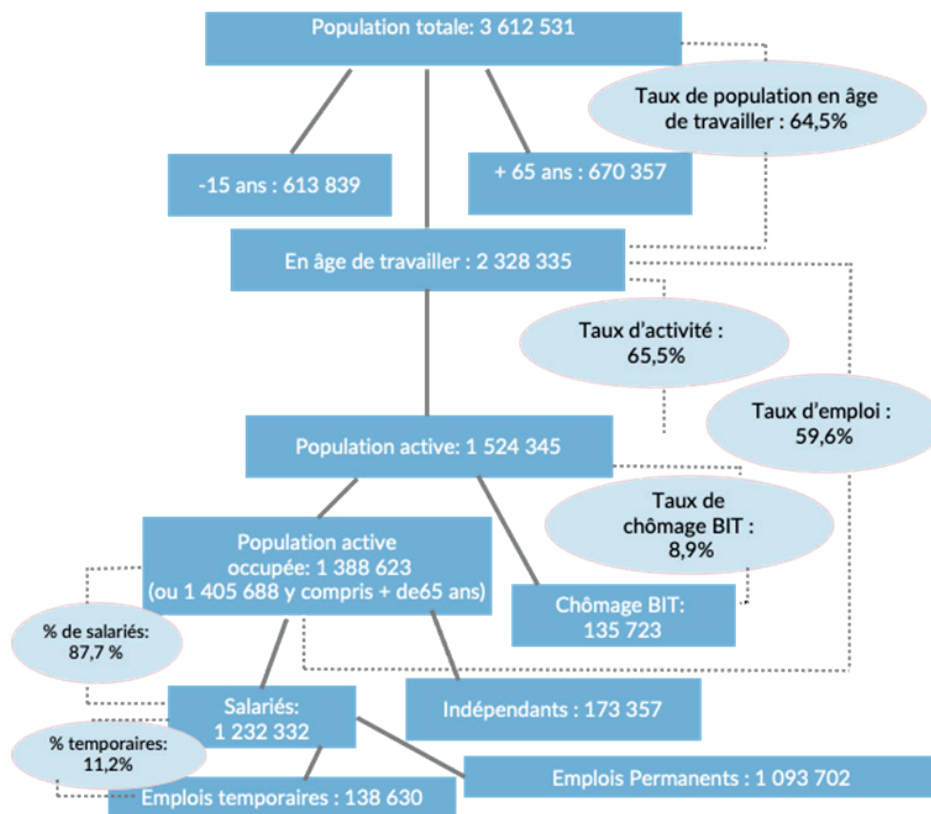 Population totale: 3 612 531
Taux de population en âge
de travailler : 64,5%
-15 ans : 613 839
+ 65 ans : 670 357
En âge de travailler : 2 328 335
Taux d'activité :
65,5%
Taux d'emploi :
59,6%
Population active: 1 524 345
Taux de
chômage BIT :
8,9%
Population active
occupée: 1 388 623
(ou 1 405 688 y compris + de65 ans)
Chômage BIT:
135 723
% de salariés:
87,7 %
Salariés:
1 232 332
Indépendants : 173 357
% temporaires:
11,2%
Emplois temporaires : 138 630
Emplois Permanents : 1 093 702